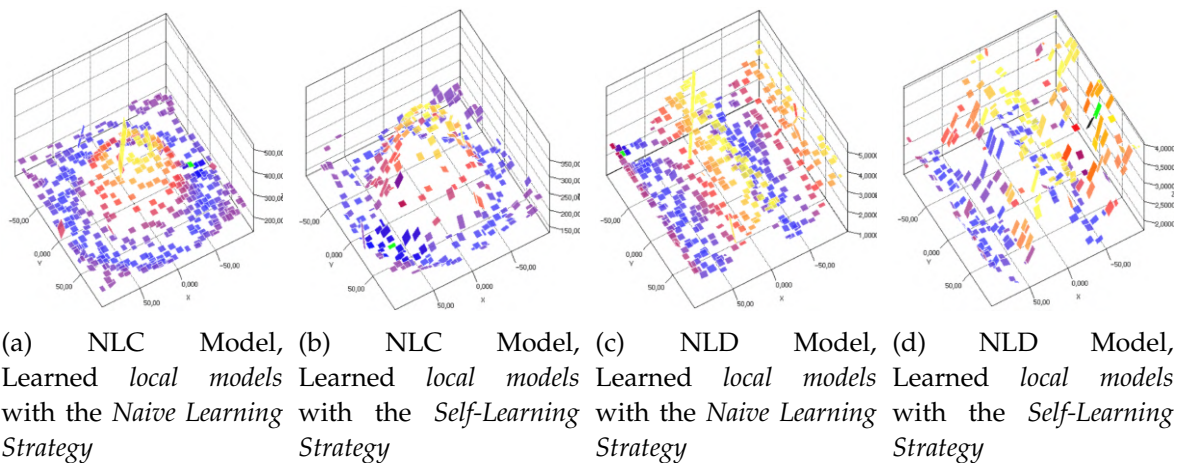 500,00
400,00
300,00
200,00
-50,00
0,000
Y
50,00
50,00
0,000
X
-50,00
350,00
300,00
250,00
200,00
150,00
-50,00
0,000
Y
50,00
50,00
0,000
X
-50,00
5,0000
4,0000
3,0000
2,0000
1,0000
-50,00
0,000
Y
50,00
50,00
0,000
X
-50,00
4,0000
3,5000
3,0000
2,5000
2,0000
-50,00
0,000
Y
50,00
50,00
0,000
X
-50,00
(a) NLC Model,
Learned local models
with the Naive Learning
Strategy
(b) NLC Model,
Learned local models
with the Self-Learning
Strategy
(c) NLD Model,
Learned local models
with the Naive Learning
Strategy
(d) NLD Model,
Learned local models
with the Self-Learning
Strategy